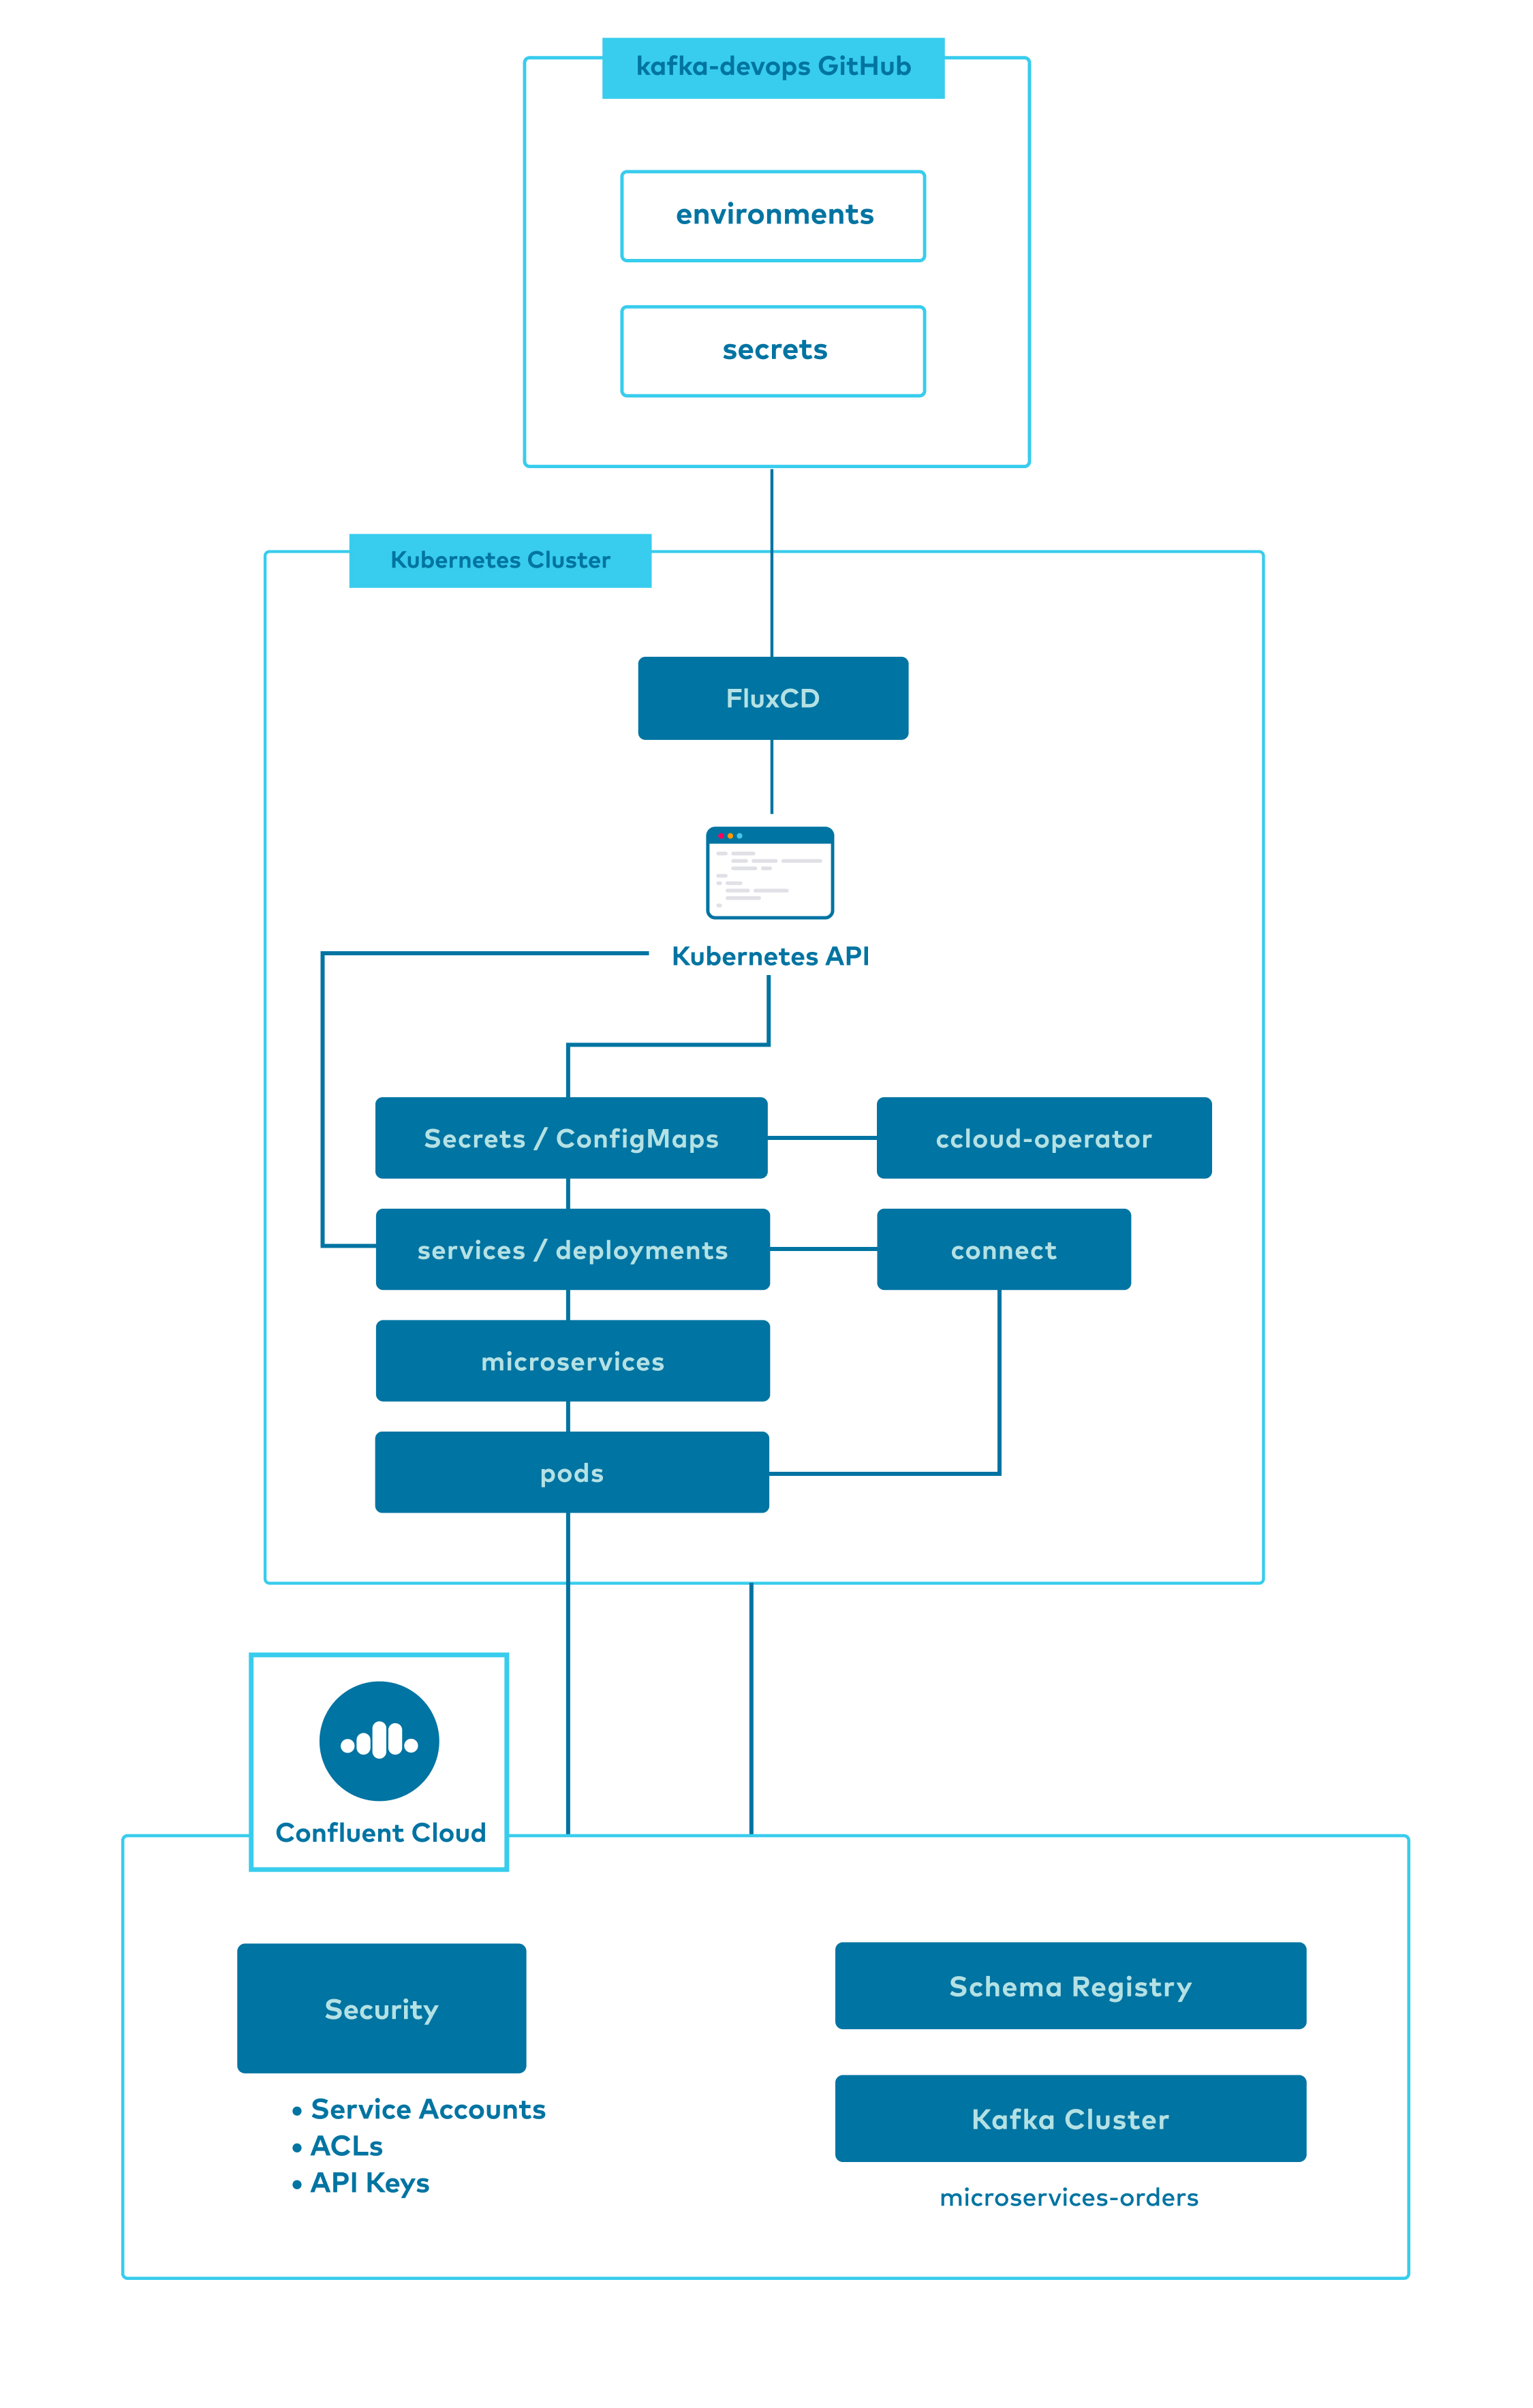 kafka-devops GitHub
environments
secrets
Kubernetes Cluster
FluxCD
Kubernetes API
Secrets / ConfigMaps
ccloud-operator
services / deployments
connect
microservices
pods
Confluent Cloud
Security
• Service Accounts
• ACLs
• API Keys
Schema Registry
Kafka Cluster
microservices-orders